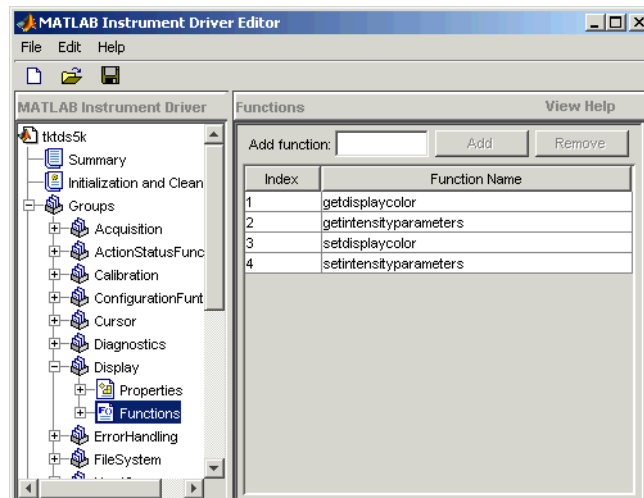 MATLAB Instrument Driver Editor
File Edit Help
MATLAB Instrument Driver
tktds5k
Summary
Initialization and Clean
Groups
Acquisition
ActionStatusFunc
Calibration
ConfigurationFunt
Cursor
Diagnostics
Display
Properties
Functions
ErrorHandling
FileSystem
Functions View Help
Add function: Add Remove
Index Function Name
1 getdisplaycolor
2 getintensityparameters
3 setdisplaycolor
4 setintensityparameters